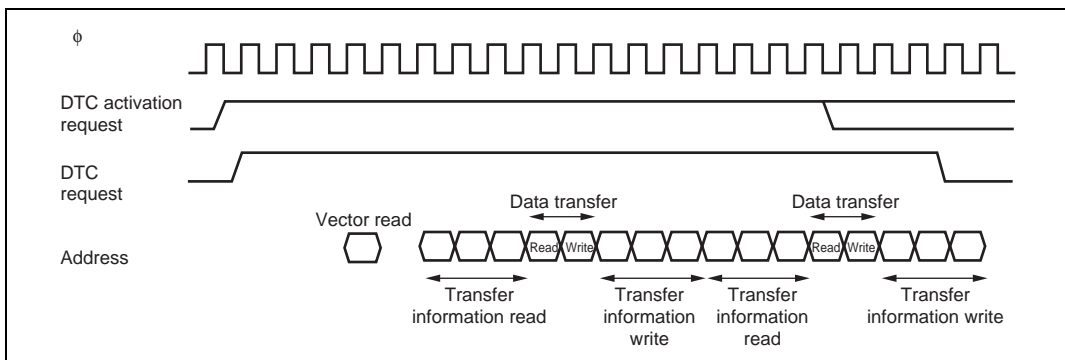 ϕ
DTC activation
request
DTC
request
Data transfer
Data transfer
Vector read
Address
Read
Write
Read
Write
Transfer
information read
Transfer
information
write
Transfer
information
read
Transfer
information write